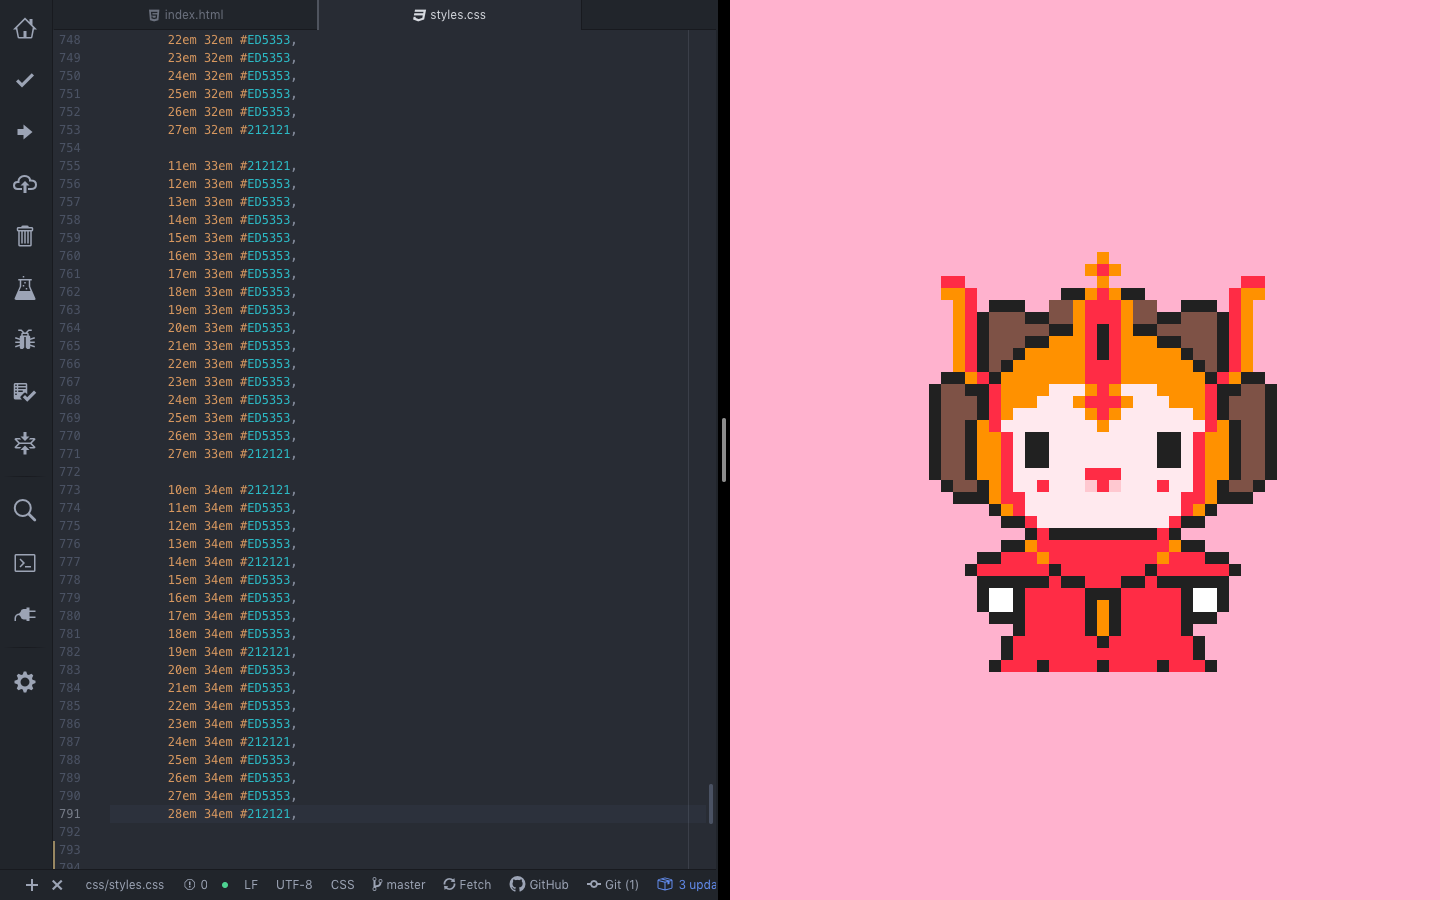 index.html
styles.css
748 22em 32em #ED5353,
749 23em 32em #ED5353,
750 24em 32em #ED5353,
751 25em 32em #ED5353,
752 26em 32em #ED5353,
753 27em 32em #212121,
754
755 11em 33em #212121,
756 12em 33em #ED5353,
757 13em 33em #ED5353,
758 14em 33em #ED5353,
759 15em 33em #ED5353,
760 16em 33em #ED5353,
761 17em 33em #ED5353,
762 18em 33em #ED5353,
763 19em 33em #ED5353,
764 20em 33em #ED5353,
765 21em 33em #ED5353,
766 22em 33em #ED5353,
767 23em 33em #ED5353,
768 24em 33em #ED5353,
769 25em 33em #ED5353,
770 26em 33em #ED5353,
771 27em 33em #212121,
772
773 10em 34em #212121,
774 11em 34em #ED5353,
775 12em 34em #ED5353,
776 13em 34em #ED5353,
777 14em 34em #212121,
778 15em 34em #ED5353,
779 16em 34em #ED5353,
780 17em 34em #ED5353,
781 18em 34em #ED5353,
782 19em 34em #212121,
783 20em 34em #ED5353,
784 21em 34em #ED5353,
785 22em 34em #ED5353,
786 23em 34em #ED5353,
787 24em 34em #212121,
788 25em 34em #ED5353,
789 26em 34em #ED5353,
790 27em 34em #ED5353,
791 28em 34em #212121,
792
793
794
css/styles.css 0 LF UTF-8 CSS master Fetch GitHub Git (1) 3 upda